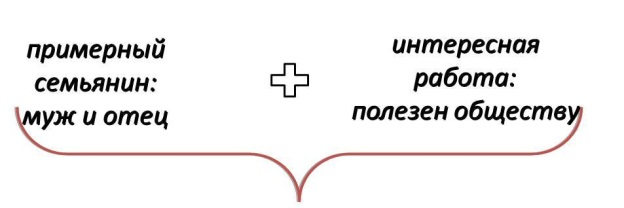 примерный
семьянин:
муж и отец
интересная
работа:
полезен обществу